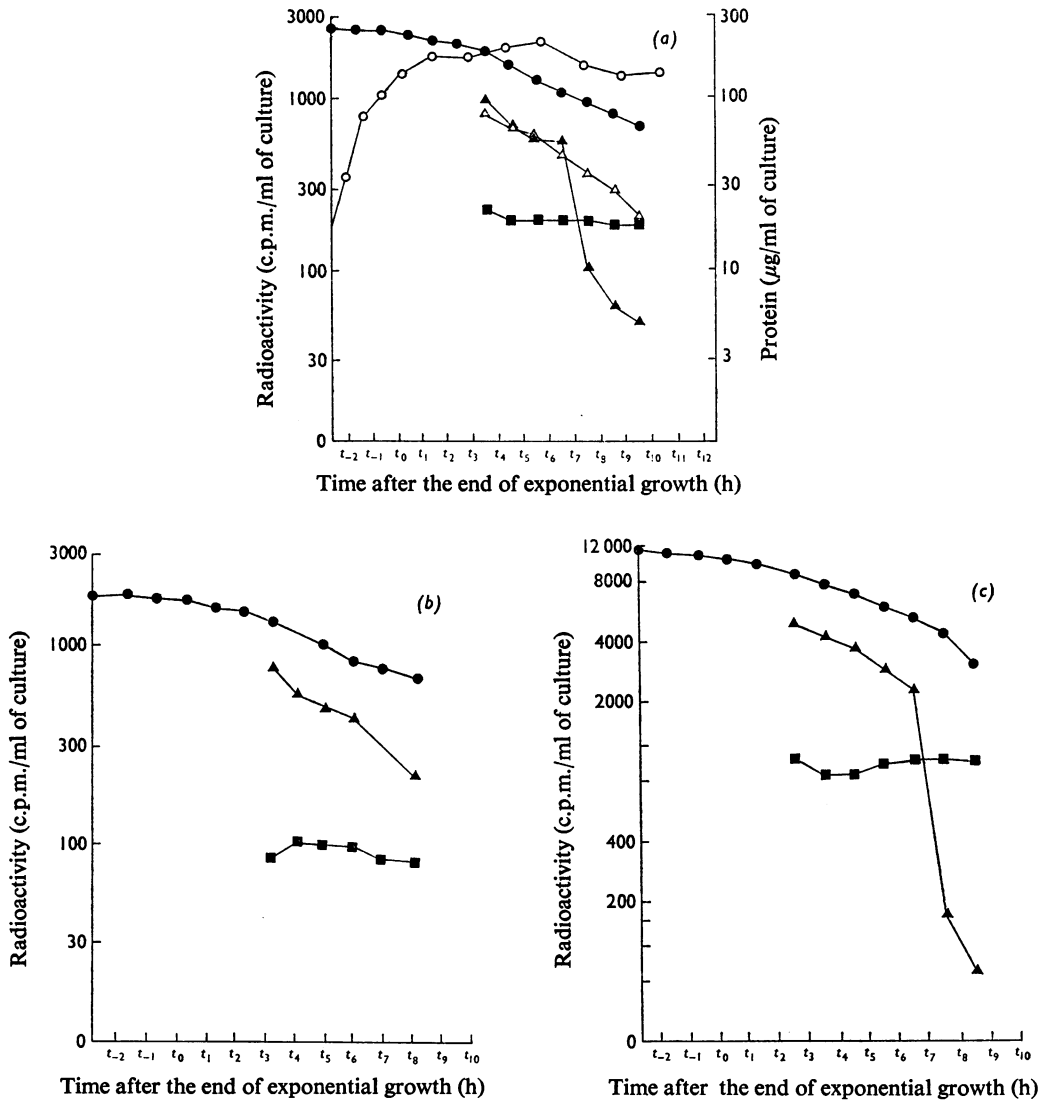 (a)
3000
1000
300
100
30
0
Radioactivity (c.p.m./ml of culture)
300
100
30
10
3
Protein (µg/ml of culture)
t₋₂ t₋₁ t₀ t₁ t₂ t₃ t₄ t₅ t₆ t₇ t₈ t₉ t₁₀ t₁₁ t₁₂
Time after the end of exponential growth (h)
(b)
3000
1000
300
100
30
0
Radioactivity (c.p.m./ml of culture)
t₋₂ t₋₁ t₀ t₁ t₂ t₃ t₄ t₅ t₆ t₇ t₈ t₉ t₁₀
Time after the end of exponential growth (h)
(c)
12 000
8000
4000
2000
400
200
0
Radioactivity (c.p.m./ml of culture)
t₋₂ t₋₁ t₀ t₁ t₂ t₃ t₄ t₅ t₆ t₇ t₈ t₉ t₁₀
Time after the end of exponential growth (h)